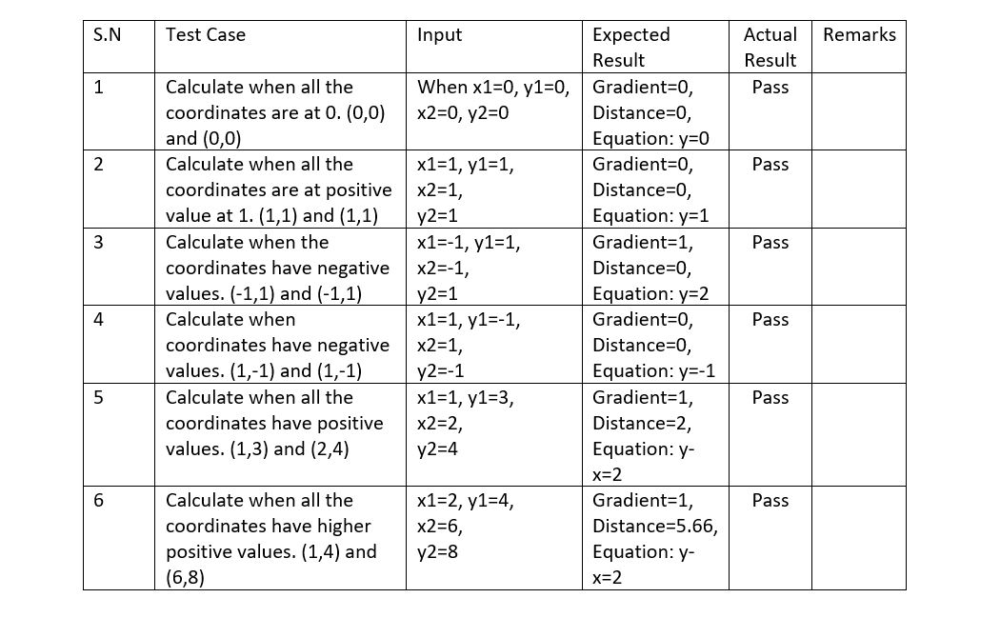 S.N Test Case Input Expected Result Actual Result Remarks
1 Calculate when all the coordinates are at 0. (0,0) and (0,0) When x1=0, y1=0, x2=0, y2=0 Gradient=0, Distance=0, Equation: y=0 Pass
2 Calculate when all the coordinates are at positive value at 1. (1,1) and (1,1) x1=1, y1=1, x2=1, y2=1 Gradient=0, Distance=0, Equation: y=1 Pass
3 Calculate when the coordinates have negative values. (-1,1) and (-1,1) x1=-1, y1=1, x2=-1, y2=1 Gradient=1, Distance=0, Equation: y=2 Pass
4 Calculate when coordinates have negative values. (1,-1) and (1,-1) x1=1, y1=-1, x2=1, y2=-1 Gradient=0, Distance=0, Equation: y=-1 Pass
5 Calculate when all the coordinates have positive values. (1,3) and (2,4) x1=1, y1=3, x2=2, y2=4 Gradient=1, Distance=2, Equation: y-x=2 Pass
6 Calculate when all the coordinates have higher positive values. (1,4) and (6,8) x1=2, y1=4, x2=6, y2=8 Gradient=1, Distance=5.66, Equation: y-x=2 Pass